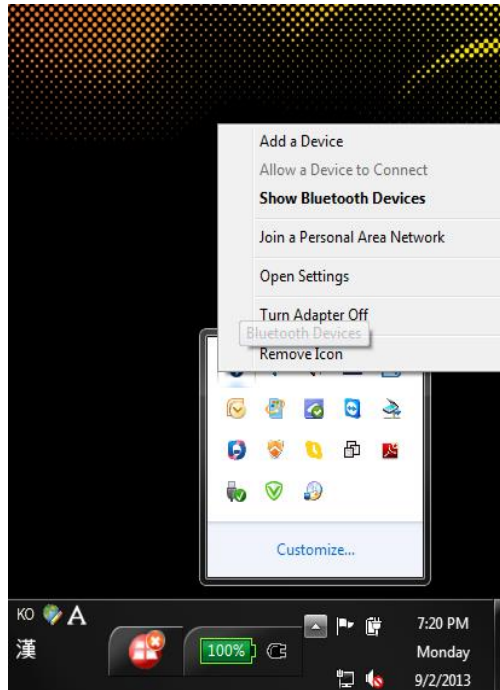 Add a Device
Allow a Device to Connect
Show Bluetooth Devices
Join a Personal Area Network
Open Settings
Turn Adapter Off
Bluetooth Devices
Remove Icon
Customize...
KO A
漢
100%
7:20 PM
Monday
9/2/2013